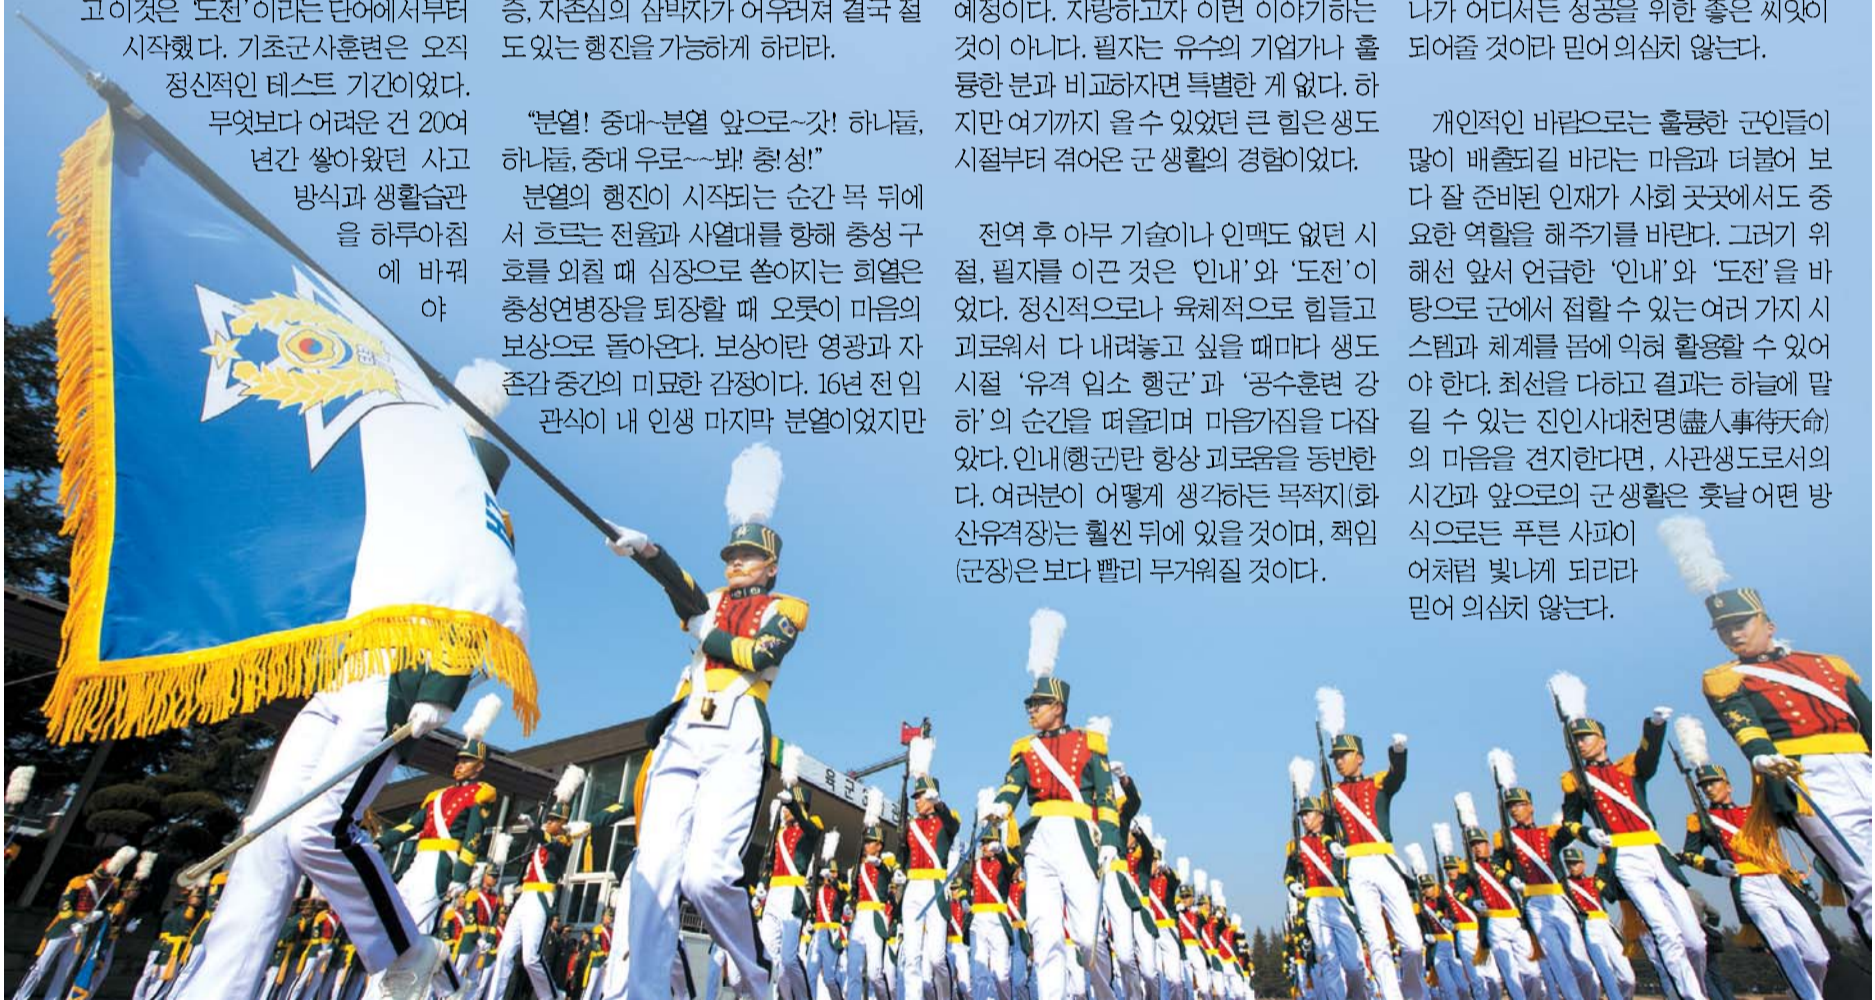 고 이것은 ‘도전’ 이라는 단어에서부터
시작했다. 기초군사훈련은 오직
정신적인 테스트 기간이었다.
무엇보다 어려운 건 20여
년간 쌓아왔던 사고
방식과 생활습관
을 하루아침
에 바꿔
야
증, 자존심의 삼박자가 어우러져 결국 절
도 있는 행진을 가능하게 하리라.
“분열! 중대~분열 앞으로~갓! 하나둘,
하나둘, 중대 우로~~봐! 충!성!”
분열의 행진이 시작되는 순간 목 뒤에
서 흐르는 전율과 사열대를 향해 충성 구
호를 외칠 때 심장으로 쏟아지는 희열은
충성연병장을 퇴장할 때 오롯이 마음의
보상으로 돌아온다. 보상이란 영광과 자
존감 중간의 미묘한 감정이다. 16년 전 임
관식이 내 인생 마지막 분열이었지만
예정이다. 자랑하고자 이런 이야기하는
것이 아니다. 필자는 유수의 기업가나 훌
륭한 분과 비교하자면 특별한 게 없다. 하
지만 여기까지 올 수 있었던 큰 힘은 생도
시절부터 겪어온 군 생활의 경험이었다.
전역 후 아무 기술이나 인맥도 없던 시
절, 필자를 이끈 것은 ‘인내’와 ‘도전’이
었다. 정신적으로나 육체적으로 힘들고
괴로워서 다 내려놓고 싶을 때마다 생도
시절 ‘유격 입소 행군’과 ‘공수훈련 강
하’의 순간을 떠올리며 마음가짐을 다잡
았다. 인내(행군)란 항상 괴로움을 동반한
다. 여러분이 어떻게 생각하든 목적지(화
산유격장)는 훨씬 뒤에 있을 것이며, 책임
(군장)은 보다 빨리 무거워질 것이다.
나가 어디서든 성공을 위한 좋은 씨앗이
되어줄 것이라 믿어 의심치 않는다.
개인적인 바람으로는 훌륭한 군인들이
많이 배출되길 바라는 마음과 더불어 보
다 잘 준비된 인재가 사회 곳곳에서도 중
요한 역할을 해주기를 바란다. 그러기 위
해선 앞서 언급한 ‘인내’와 ‘도전’을 바
탕으로 군에서 접할 수 있는 여러 가지 시
스템과 체계를 몸에 익혀 활용할 수 있어
야 한다. 최선을 다하고 결과는 하늘에 맡
길 수 있는 진인사대천명(盡人事待天命)
의 마음을 견지한다면, 사관생도로서의
시간과 앞으로의 군 생활은 훗날 어떤 방
식으로든 푸른 사파이
어처럼 빛나게 되리라
믿어 의심치 않는다.